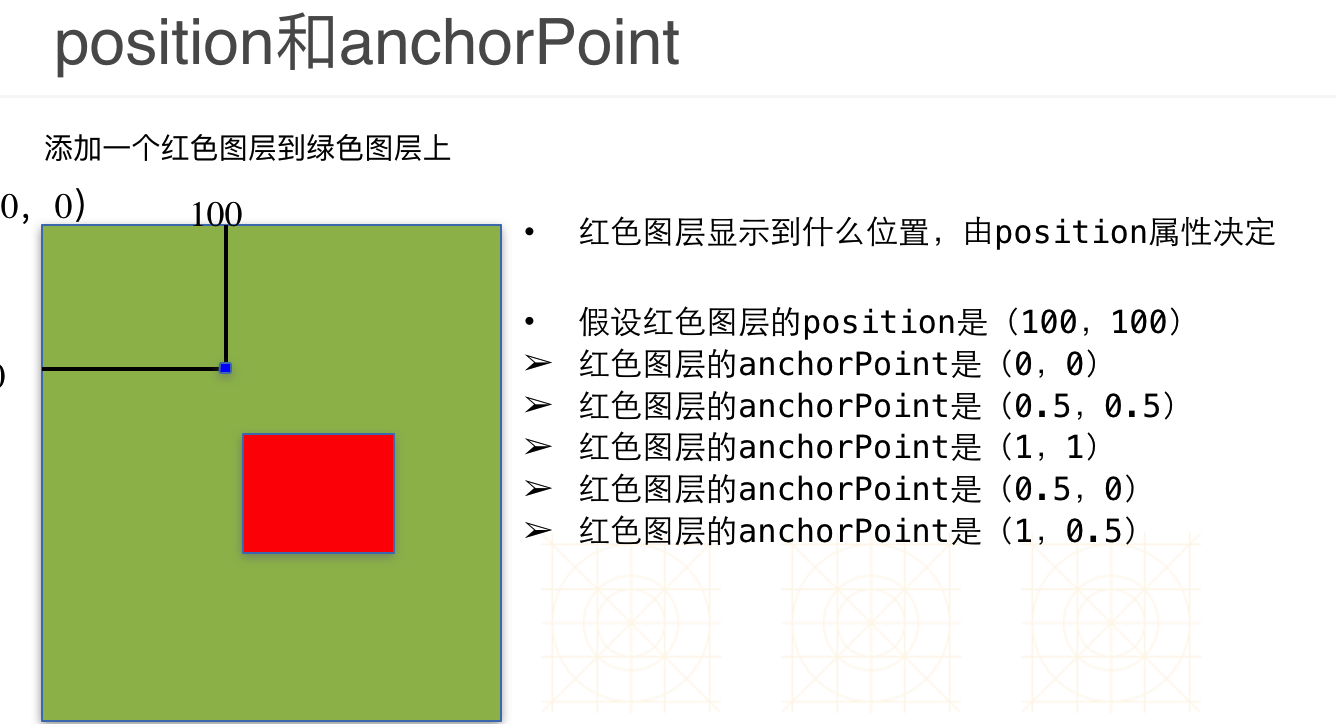 position和anchorPoint
添加一个红色图层到绿色图层上
0，0)
100
0
• 红色图层显示到什么位置，由position属性决定
• 假设红色图层的position是（100，100）
➢ 红色图层的anchorPoint是（0，0）
➢ 红色图层的anchorPoint是（0.5，0.5）
➢ 红色图层的anchorPoint是（1，1）
➢ 红色图层的anchorPoint是（0.5，0）
➢ 红色图层的anchorPoint是（1，0.5）